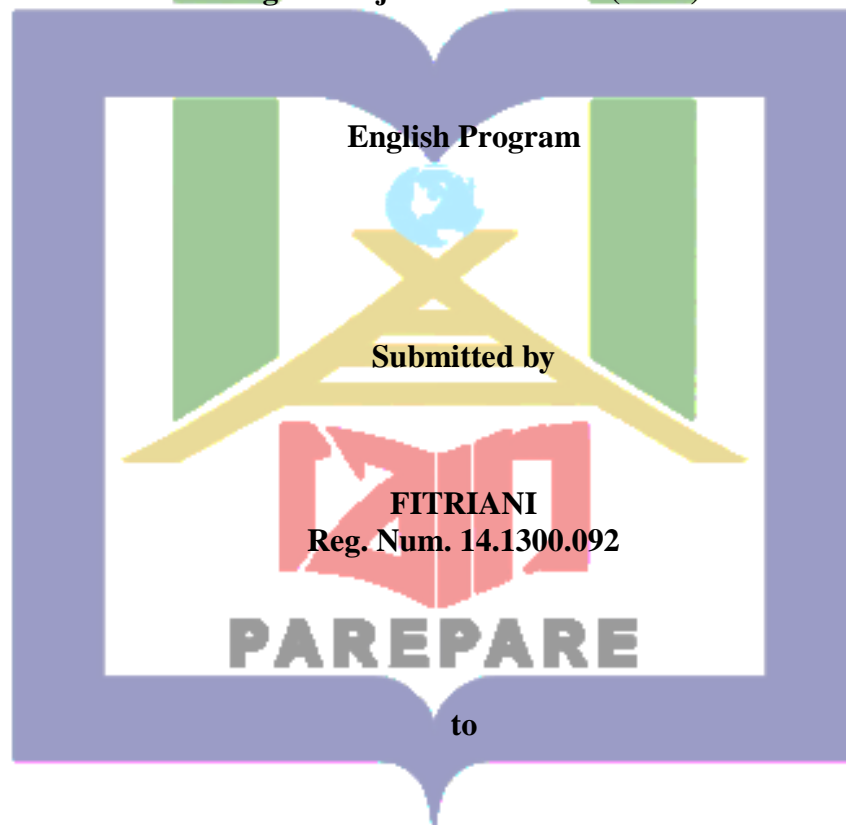 English Program
Submitted by
FITRIANI
Reg. Num. 14.1300.092
PAREPARE
to